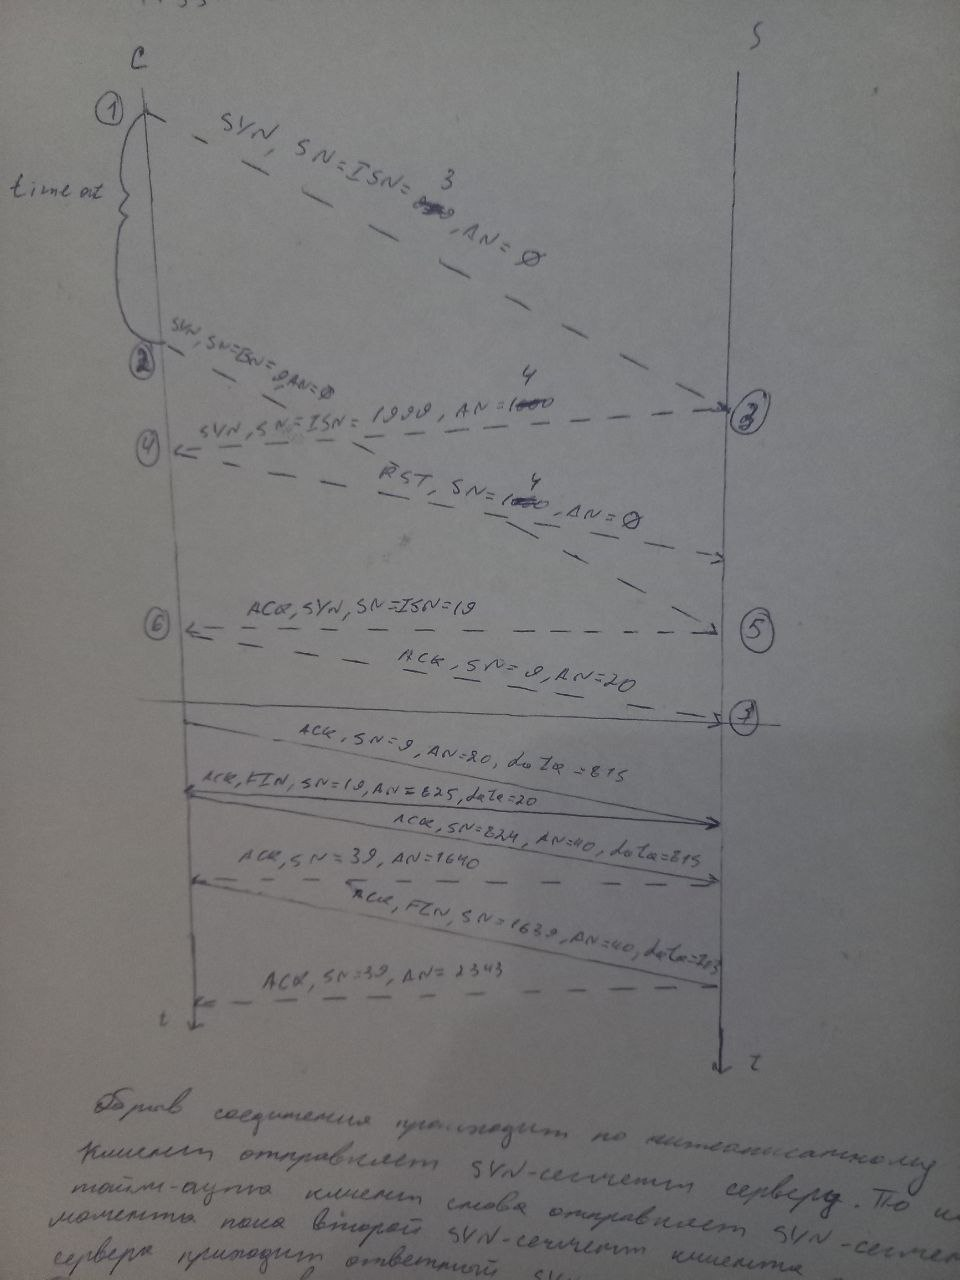 C
S
1
SYN, SN=ISN=3, AN=Ø
time out
2
SYN, SN=ISN=9, AN=Ø
3
4
SYN, SN=ISN=1999, AN=4
RST, SN=4, AN=Ø
ACK, SYN, SN=ISN=19
5
6
ACK, SN=9, AN=20
7
ACK, SN=9, AN=20, data=815
ACK, FIN, SN=19, AN=825, data=20
ACK, SN=824, AN=40, data=815
ACK, SN=39, AN=1640
ACK, FIN, SN=1639, AN=40, data=
ACK, SN=39, AN=2343
t
t
Обрыв соединения происходит по нижеописанному
Клиент отправляет SYN-сегмент серверу. По
тайм-аута клиент снова отправляет SYN-сегмен
момента пока второй SYN-сегмент клиента
сервера приходит ответный SYN